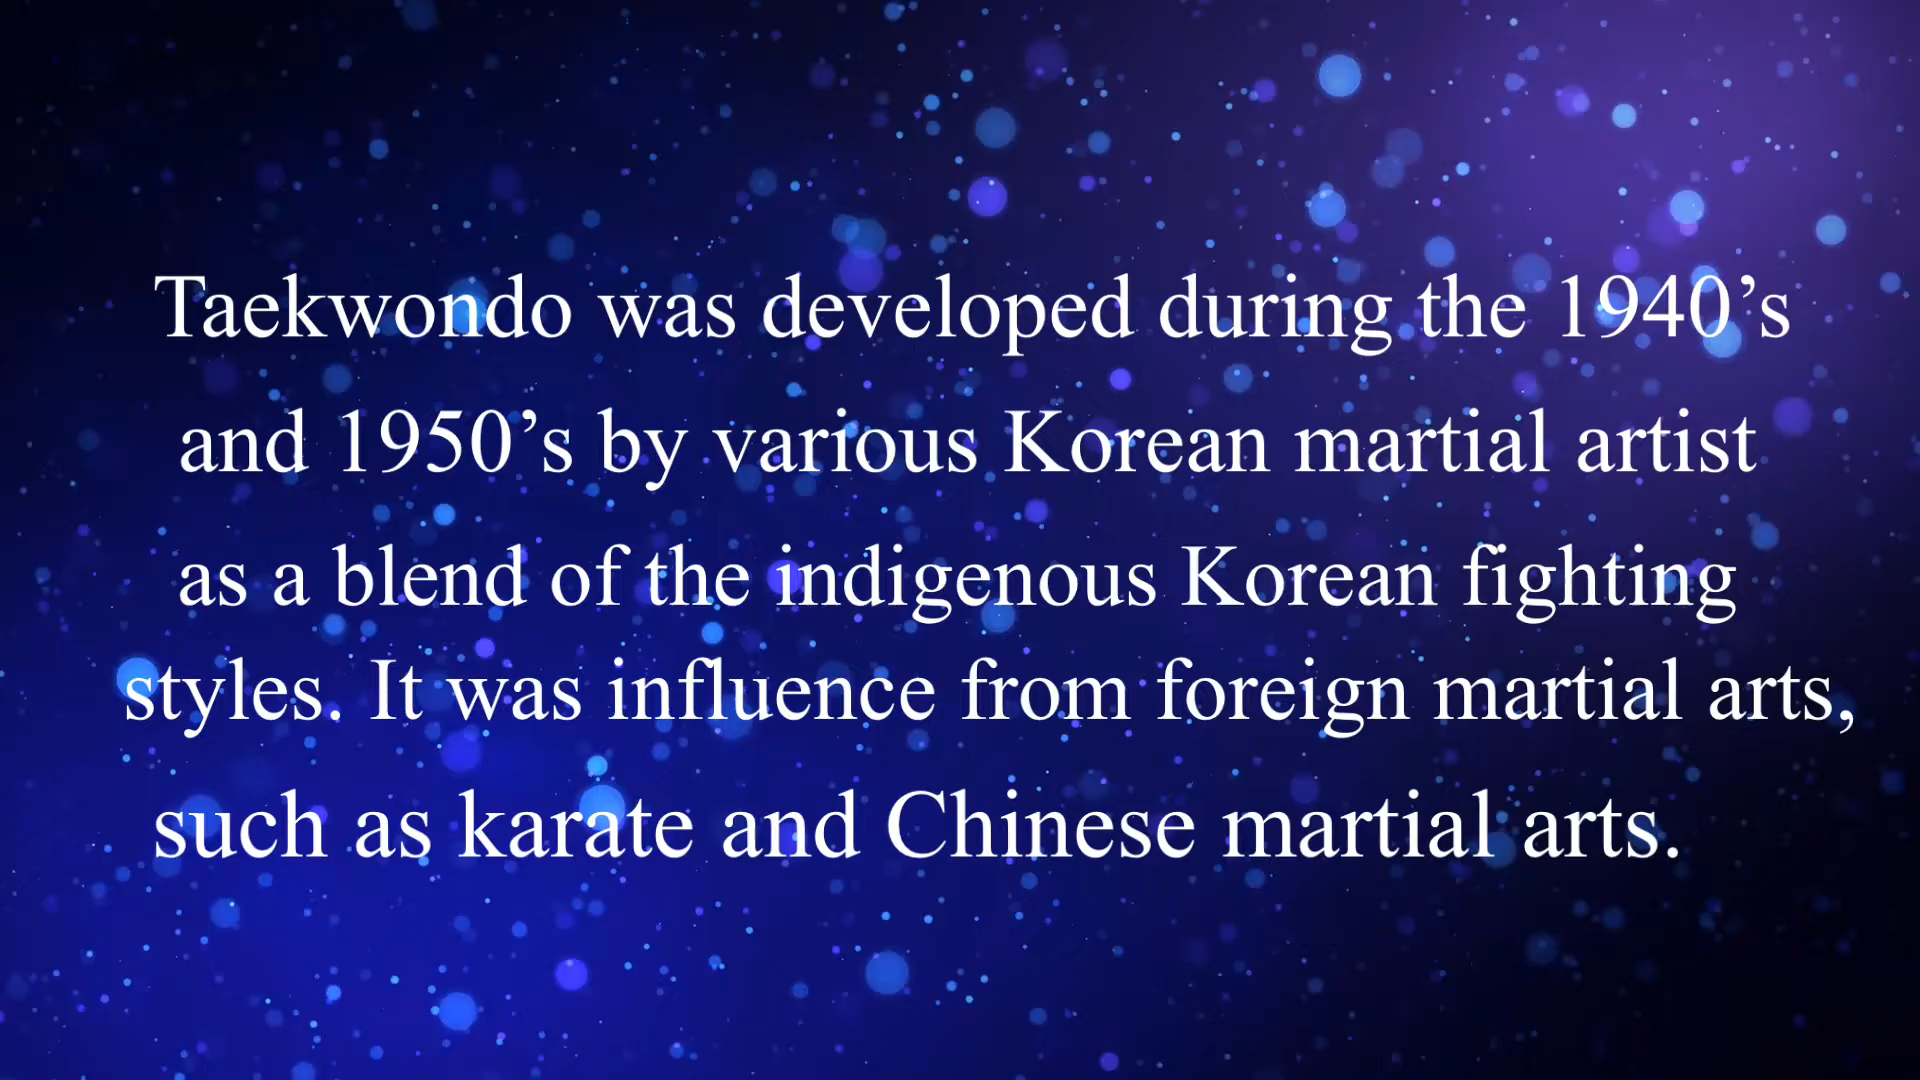 Taekwondo was developed during the 1940’s
and 1950’s by various Korean martial artist
as a blend of the indigenous Korean fighting
styles. It was influence from foreign martial arts,
such as karate and Chinese martial arts.